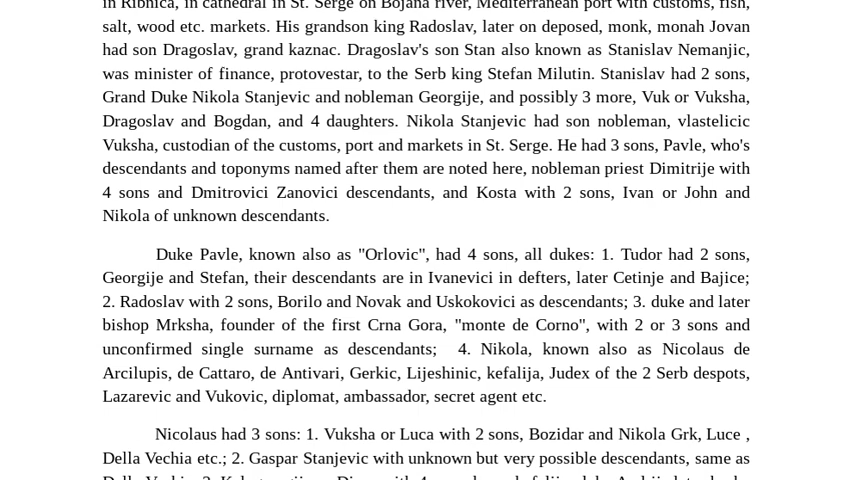 in Ribnica, in cathedral in St. Serge on Bojana river, Mediterranean port with customs, fish,
salt, wood etc. markets. His grandson king Radoslav, later on deposed, monk, monah Jovan
had son Dragoslav, grand kaznac. Dragoslav's son Stan also known as Stanislav Nemanjic,
was minister of finance, protovestar, to the Serb king Stefan Milutin. Stanislav had 2 sons,
Grand Duke Nikola Stanjevic and nobleman Georgije, and possibly 3 more, Vuk or Vuksha,
Dragoslav and Bogdan, and 4 daughters. Nikola Stanjevic had son nobleman, vlastelicic
Vuksha, custodian of the customs, port and markets in St. Serge. He had 3 sons, Pavle, who's
descendants and toponyms named after them are noted here, nobleman priest Dimitrije with
4 sons and Dmitrovici Zanovici descendants, and Kosta with 2 sons, Ivan or John and
Nikola of unknown descendants.
Duke Pavle, known also as "Orlovic", had 4 sons, all dukes: 1. Tudor had 2 sons,
Georgije and Stefan, their descendants are in Ivanevici in defters, later Cetinje and Bajice;
2. Radoslav with 2 sons, Borilo and Novak and Uskokovici as descendants; 3. duke and later
bishop Mrksha, founder of the first Crna Gora, "monte de Corno", with 2 or 3 sons and
unconfirmed single surname as descendants; 4. Nikola, known also as Nicolaus de
Arcilupis, de Cattaro, de Antivari, Gerkic, Lijeshinic, kefalija, Judex of the 2 Serb despots,
Lazarevic and Vukovic, diplomat, ambassador, secret agent etc.
Nicolaus had 3 sons: 1. Vuksha or Luca with 2 sons, Bozidar and Nikola Grk, Luce ,
Della Vechia etc.; 2. Gaspar Stanjevic with unknown but very possible descendants, same as